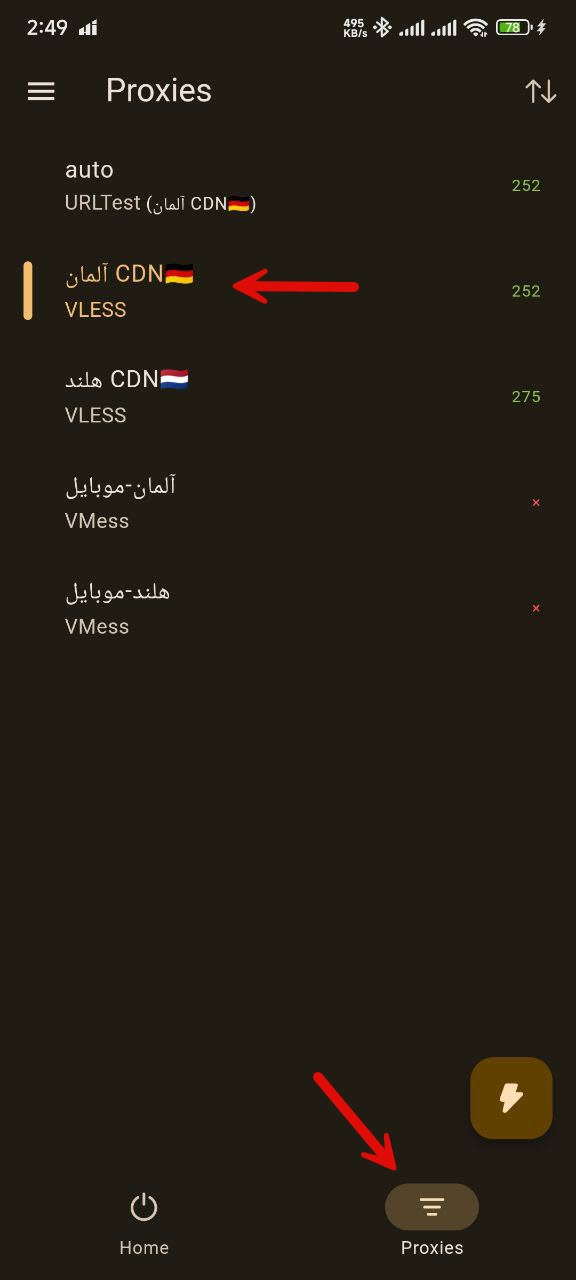 2:49
495
KB/s
78
Proxies
auto
URLTest (آلمان CDN🇩🇪)
252
آلمان CDN🇩🇪
VLESS
252
هلند CDN🇳🇱
VLESS
275
آلمان-موبایل
VMess
×
هلند-موبایل
VMess
×
Home
Proxies